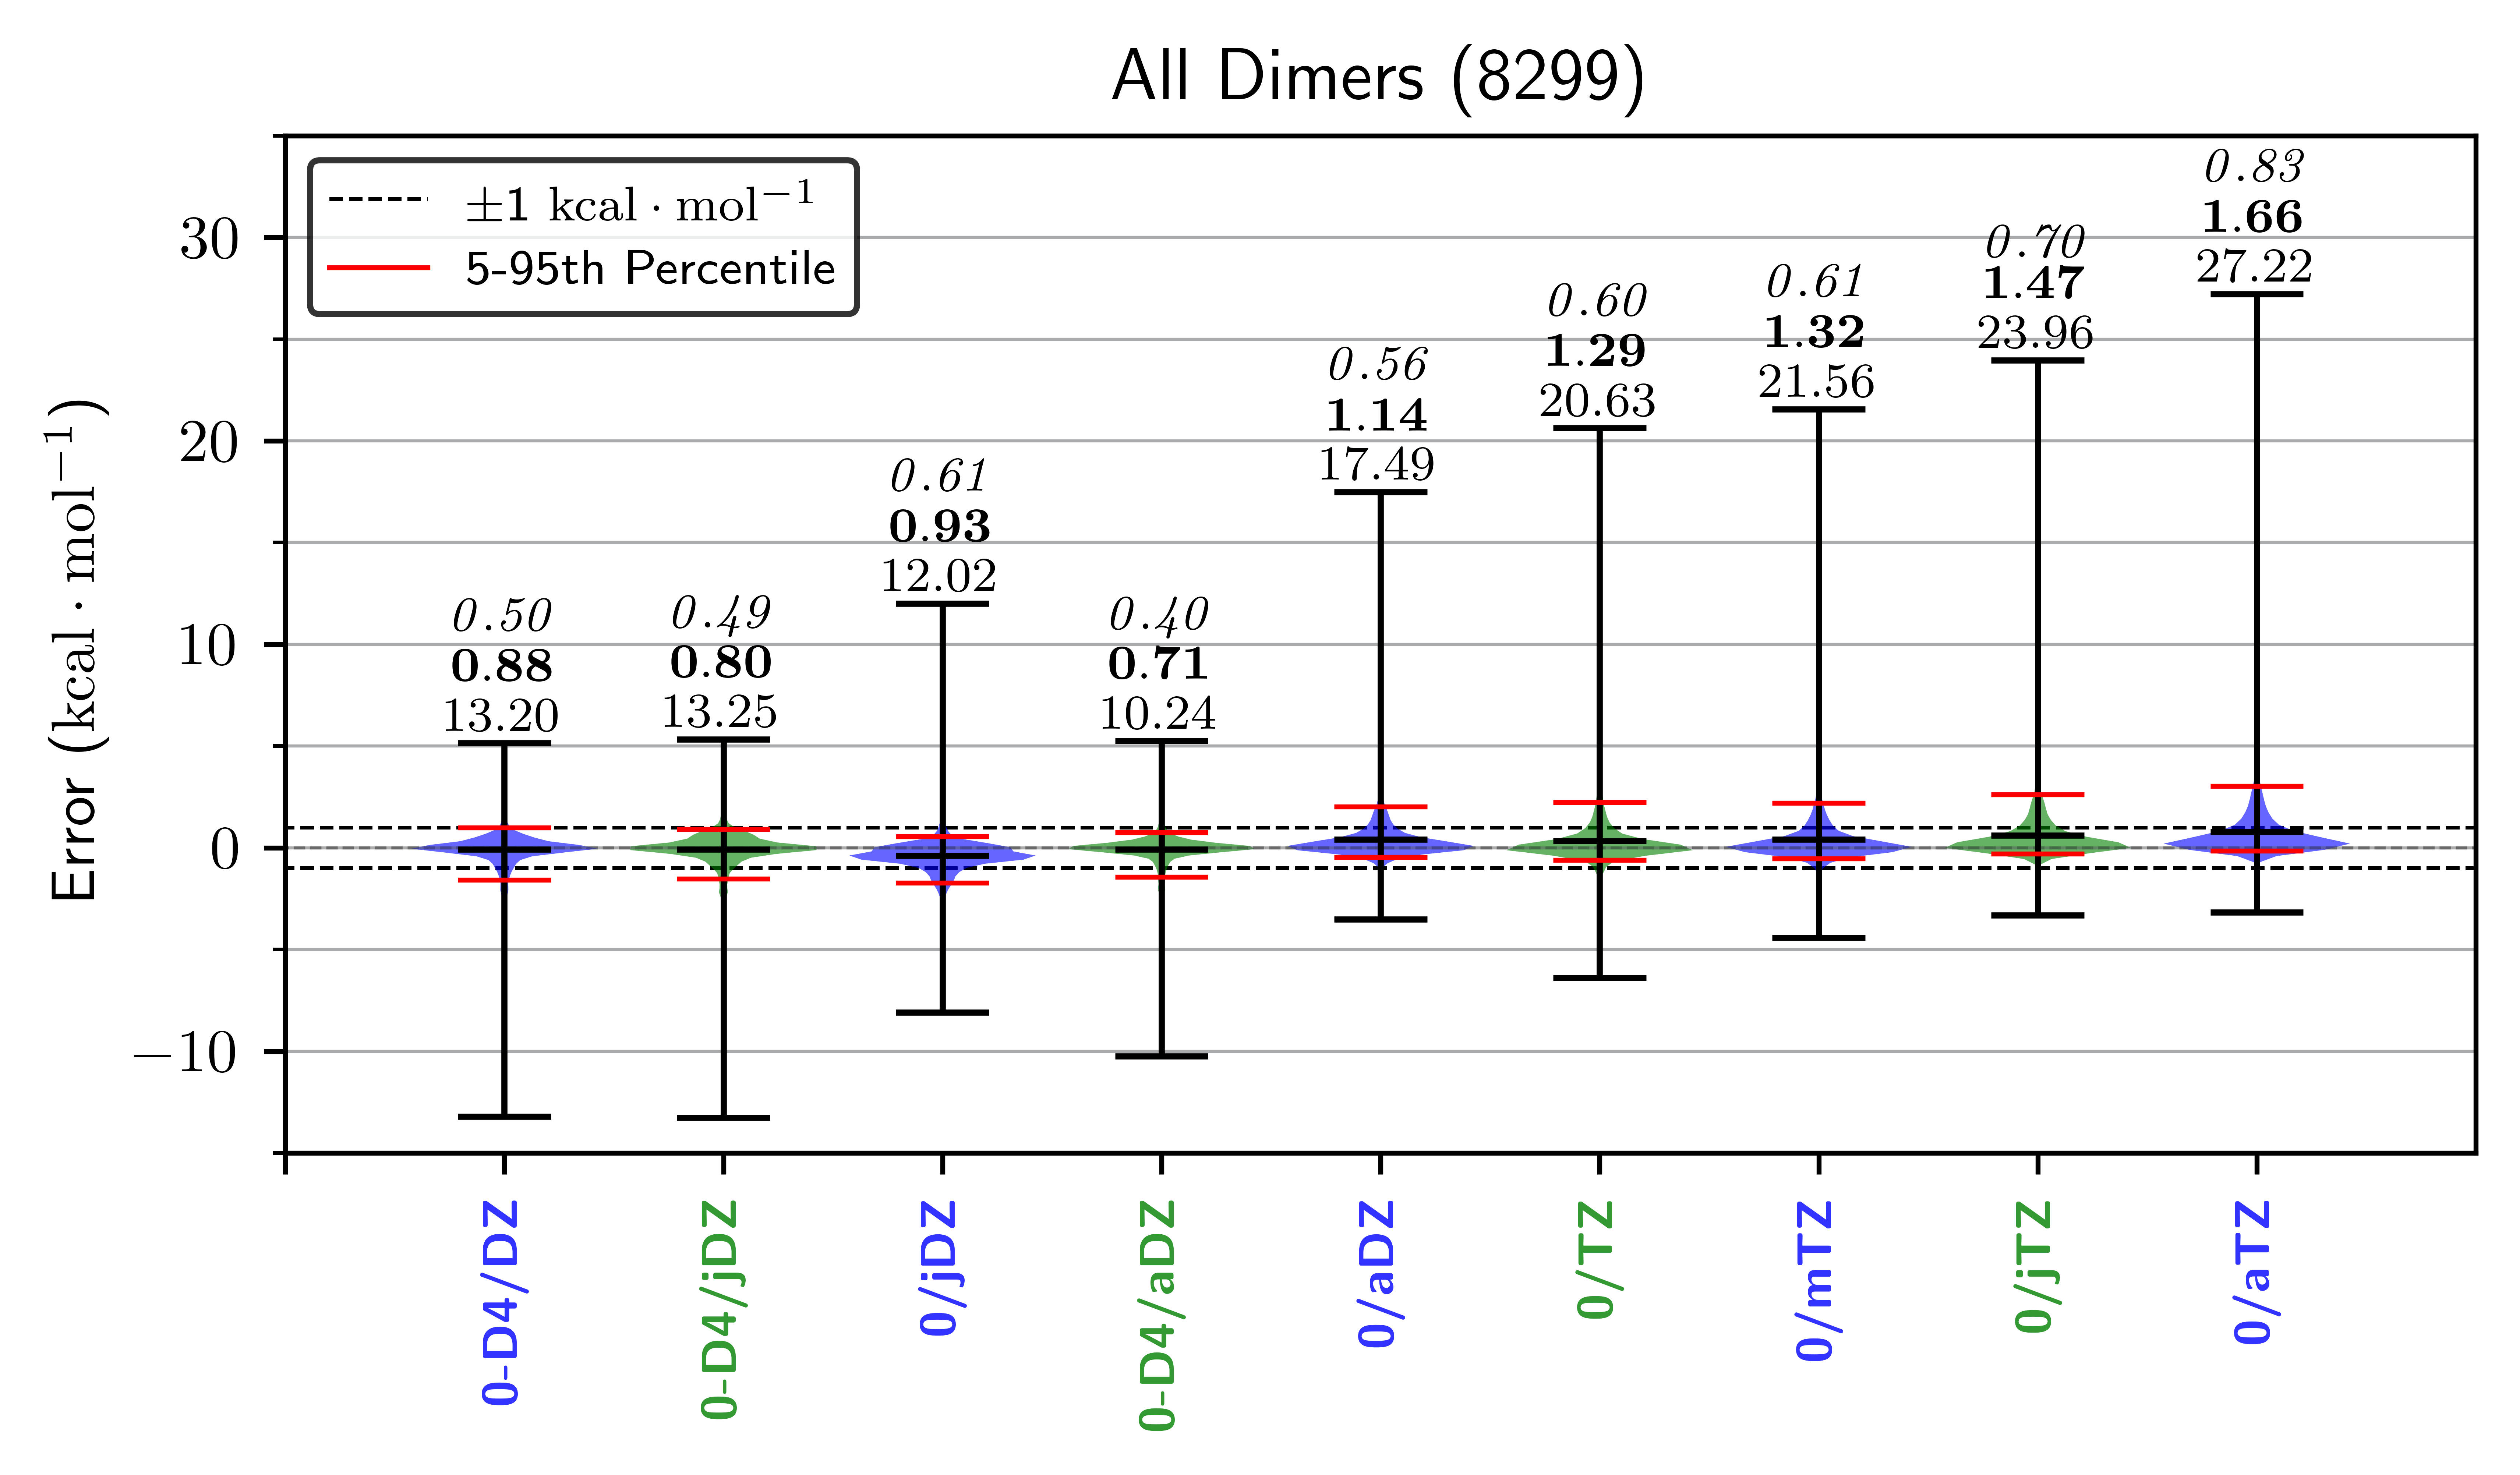 All Dimers (8299)
±1 kcal · mol⁻¹
5-95th Percentile
Error (kcal · mol⁻¹)
30
20
10
0
−10
0.50
0.88
13.20
0.49
0.80
13.25
0.61
0.93
12.02
0.40
0.71
10.24
0.56
1.14
17.49
0.60
1.29
20.63
0.61
1.32
21.56
0.70
1.47
23.96
0.83
1.66
27.22
0-D4/DZ
0-D4/jDZ
0/jDZ
0-D4/aDZ
0/aDZ
0/TZ
0/mTZ
0/jTZ
0/aTZ